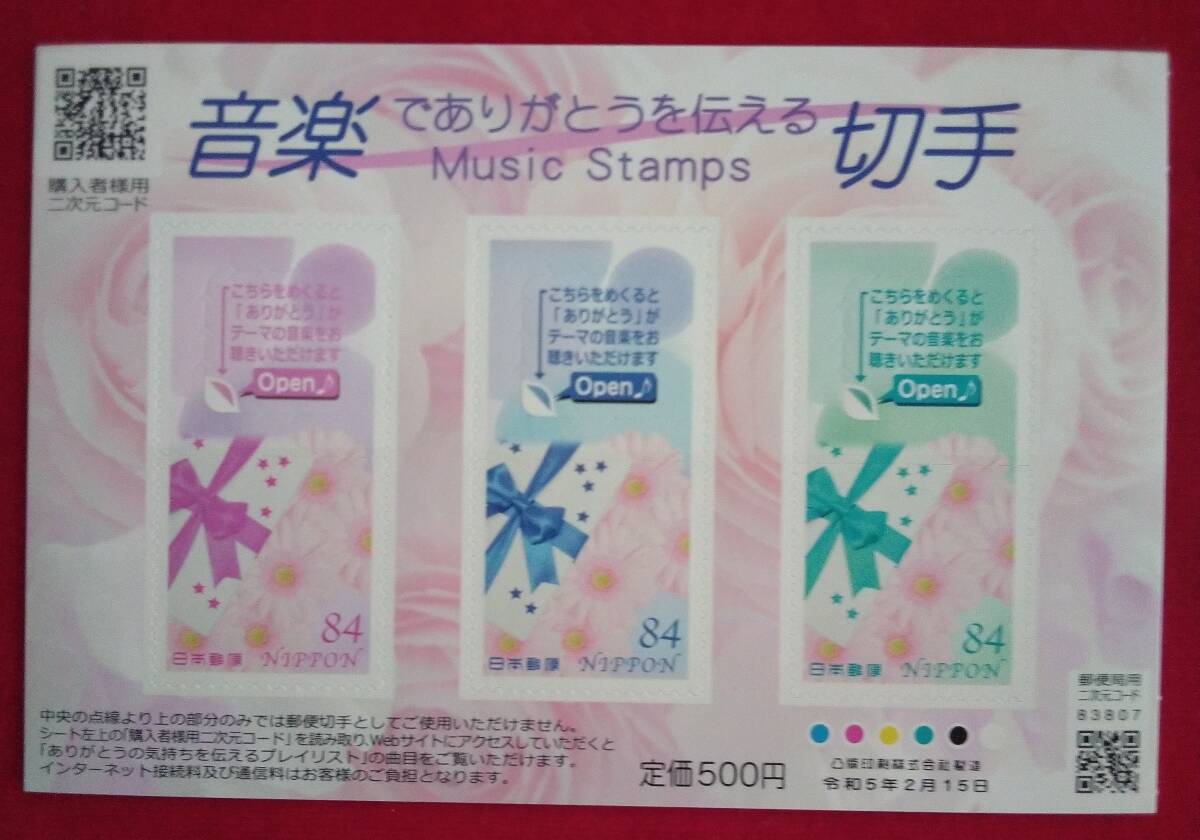 購入者様用
二次元コード
音楽でありがとうを伝える切手
Music Stamps
こちらをめくると
「ありがとう」が
テーマの音楽をお
聴きいただけます
Open♪
84
日本郵便 NIPPON
こちらをめくると
「ありがとう」が
テーマの音楽をお
聴きいただけます
Open♪
84
日本郵便 NIPPON
こちらをめくると
「ありがとう」が
テーマの音楽をお
聴きいただけます
Open♪
84
日本郵便 NIPPON
中央の点線より上の部分のみでは郵便切手としてご使用いただけません。
シート左上の「購入者様用二次元コード」を読み取り、Webサイトにアクセスしていただくと
「ありがとうの気持ちを伝えるプレイリスト」の曲目をご覧いただけます。
インターネット接続料及び通信料はお客様のご負担となります。
定価500円
凸版印刷株式会社製造
令和5年2月15日
郵便局用
二次元コード
83807